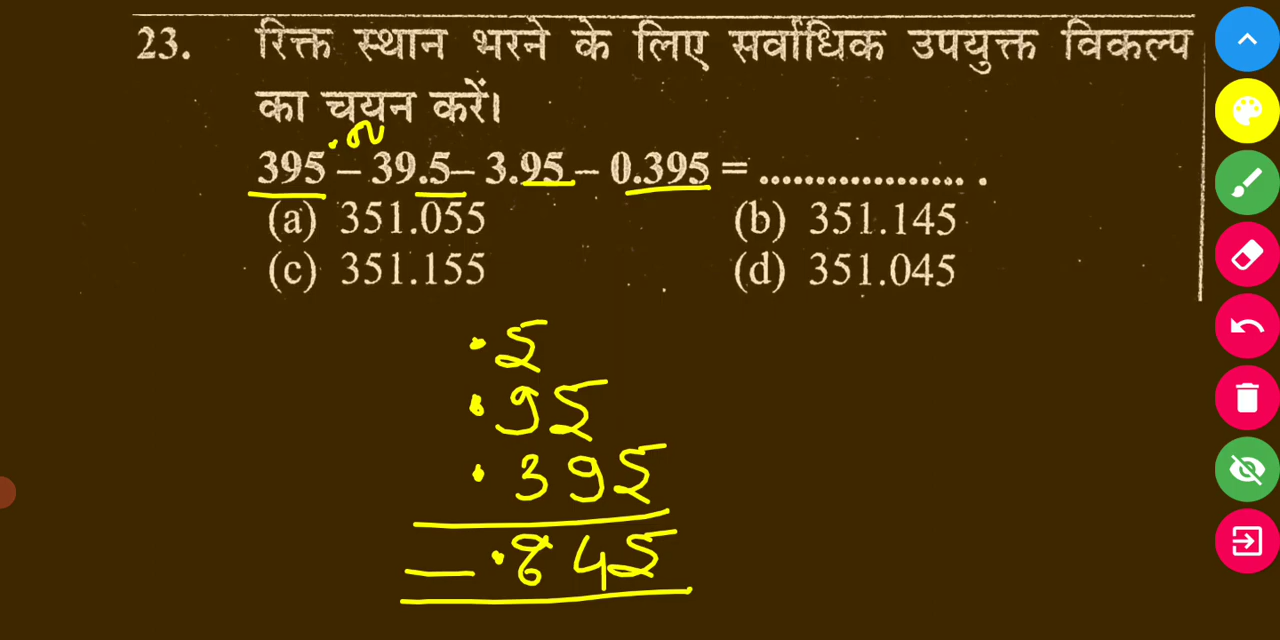 23. रिक्त स्थान भरने के लिए सर्वाधिक उपयुक्त विकल्प
का चयन करें।
395 – 39.5 – 3.95 – 0.395 = .................. .
(a) 351.055 (b) 351.145
(c) 351.155 (d) 351.045
.5
.95
.395
— .845